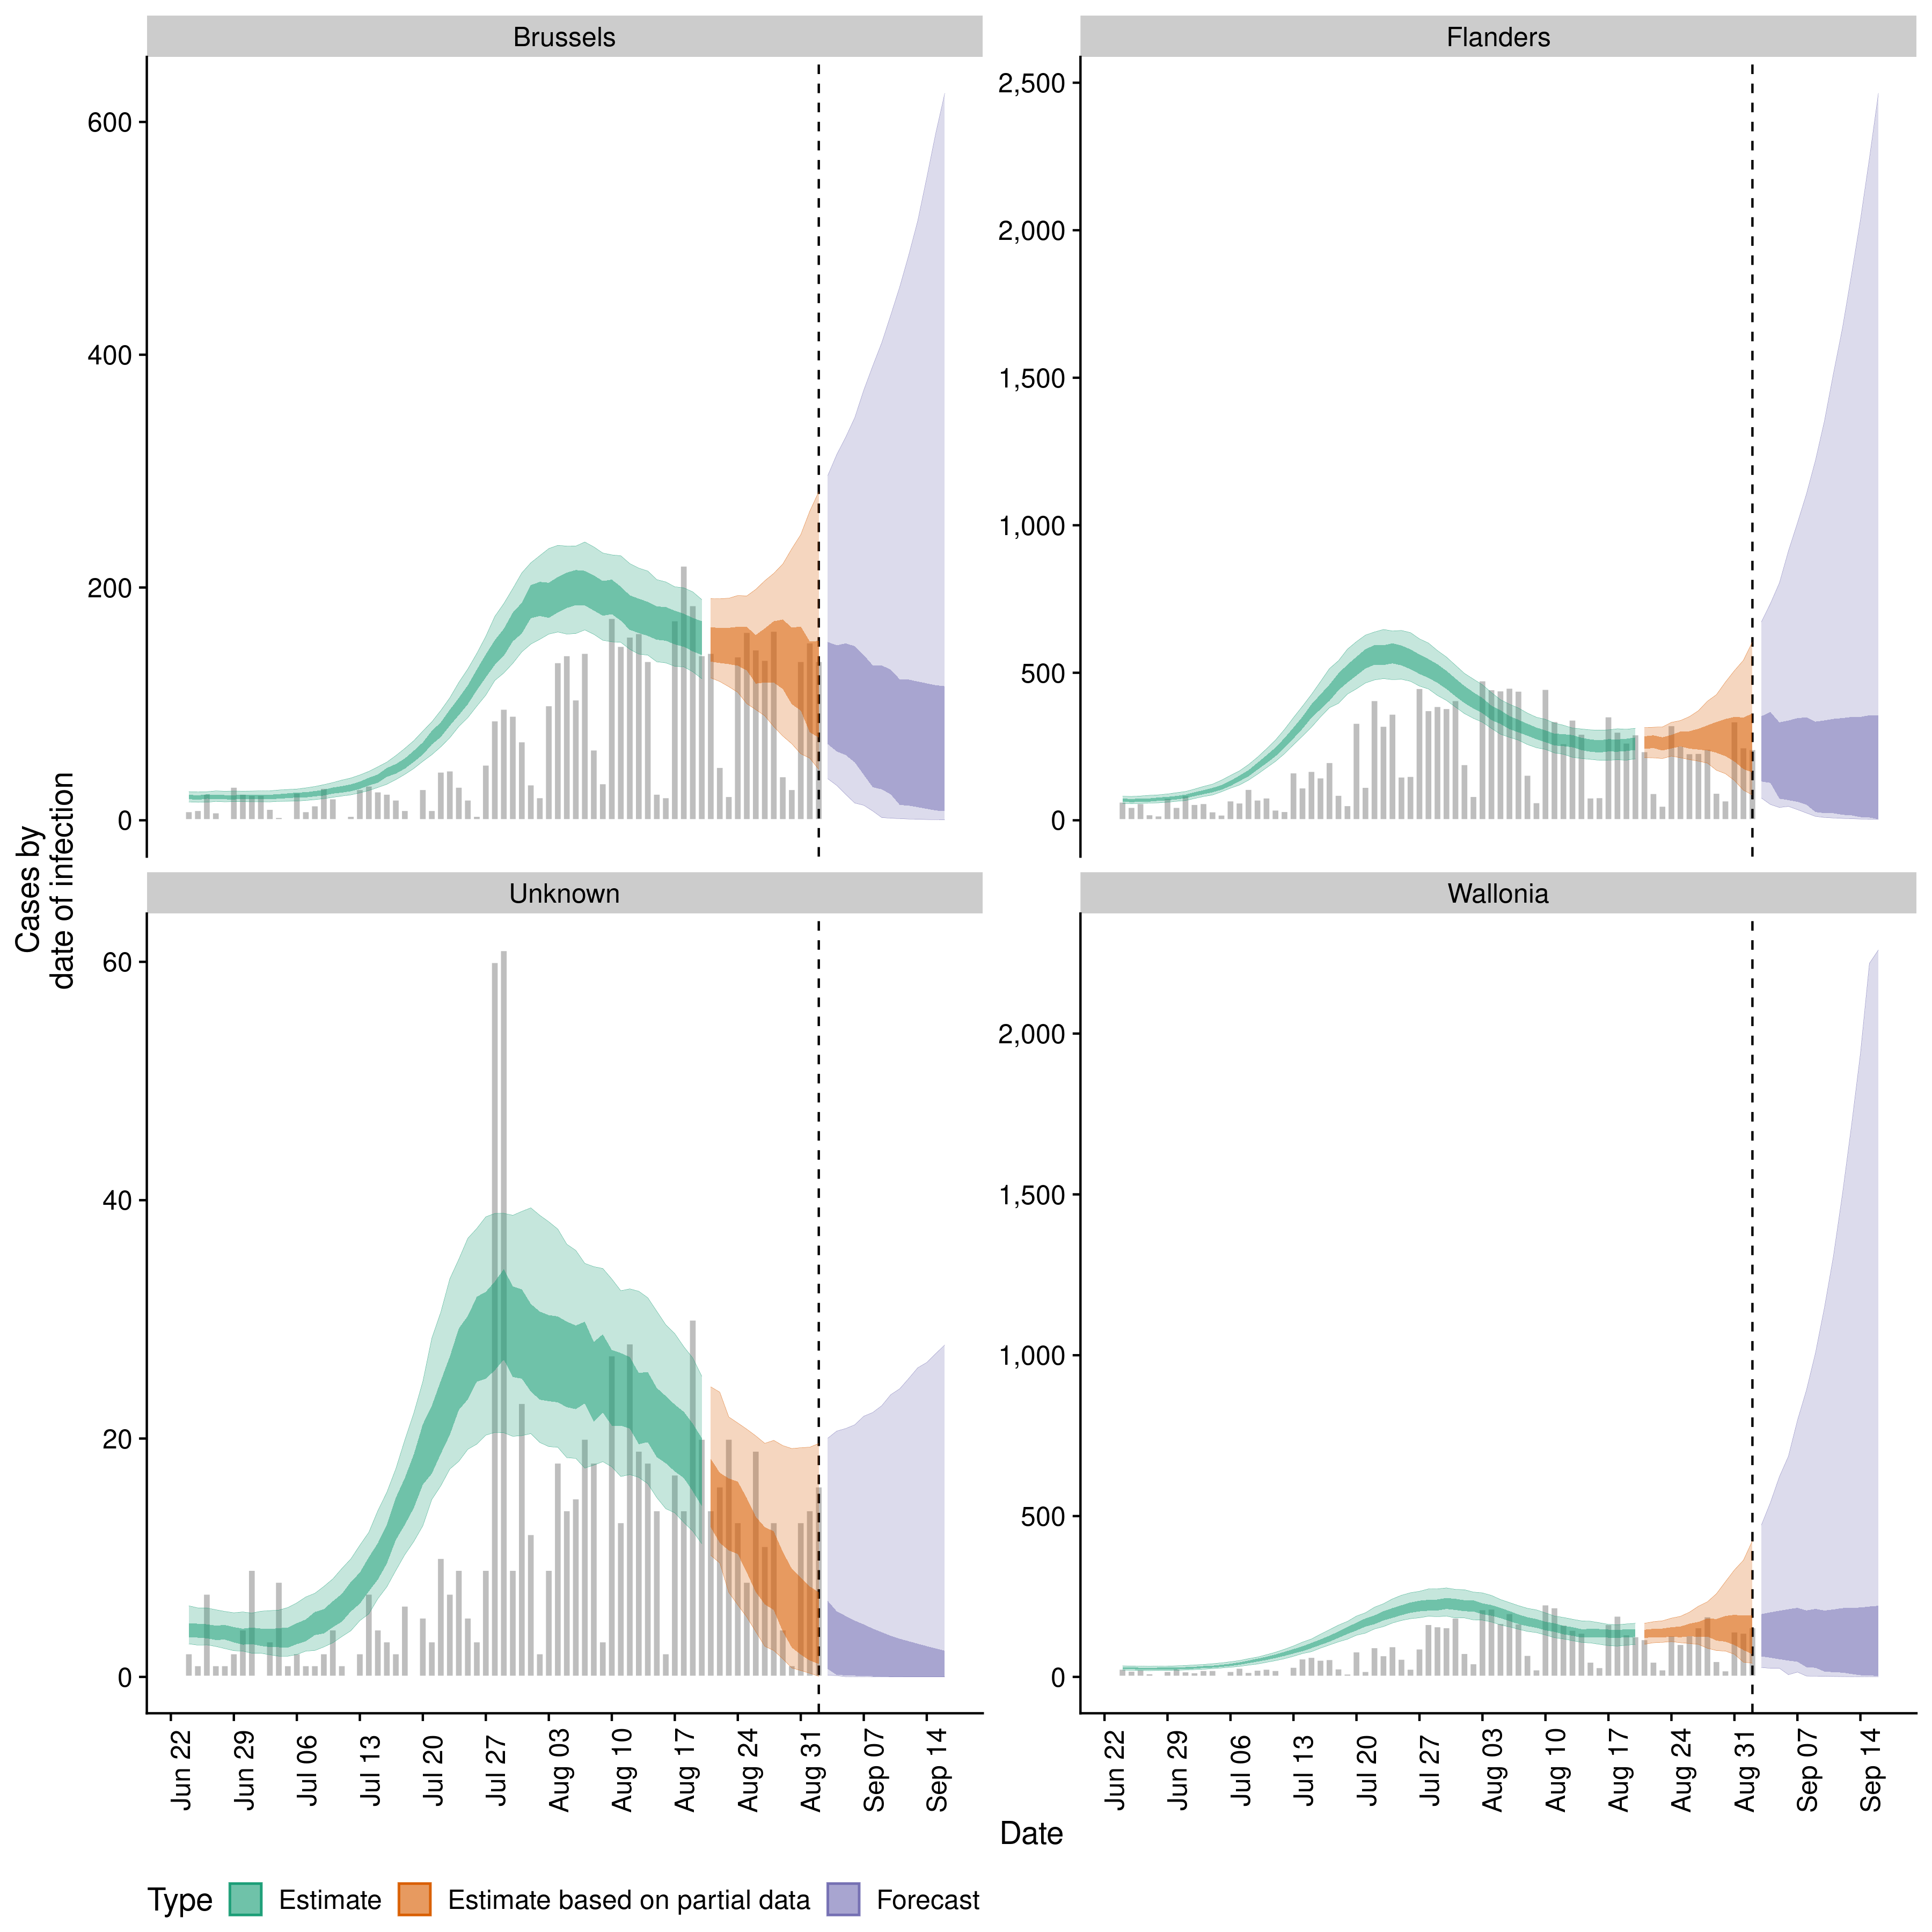 Brussels
Flanders
600
400
200
0
2,500
2,000
1,500
1,000
500
0
Cases by
date of infection
Unknown
Wallonia
60
40
20
0
2,000
1,500
1,000
500
0
Jun 22
Jun 29
Jul 06
Jul 13
Jul 20
Jul 27
Aug 03
Aug 10
Aug 17
Aug 24
Aug 31
Sep 07
Sep 14
Jun 22
Jun 29
Jul 06
Jul 13
Jul 20
Jul 27
Aug 03
Aug 10
Aug 17
Aug 24
Aug 31
Sep 07
Sep 14
Date
Type Estimate Estimate based on partial data Forecast